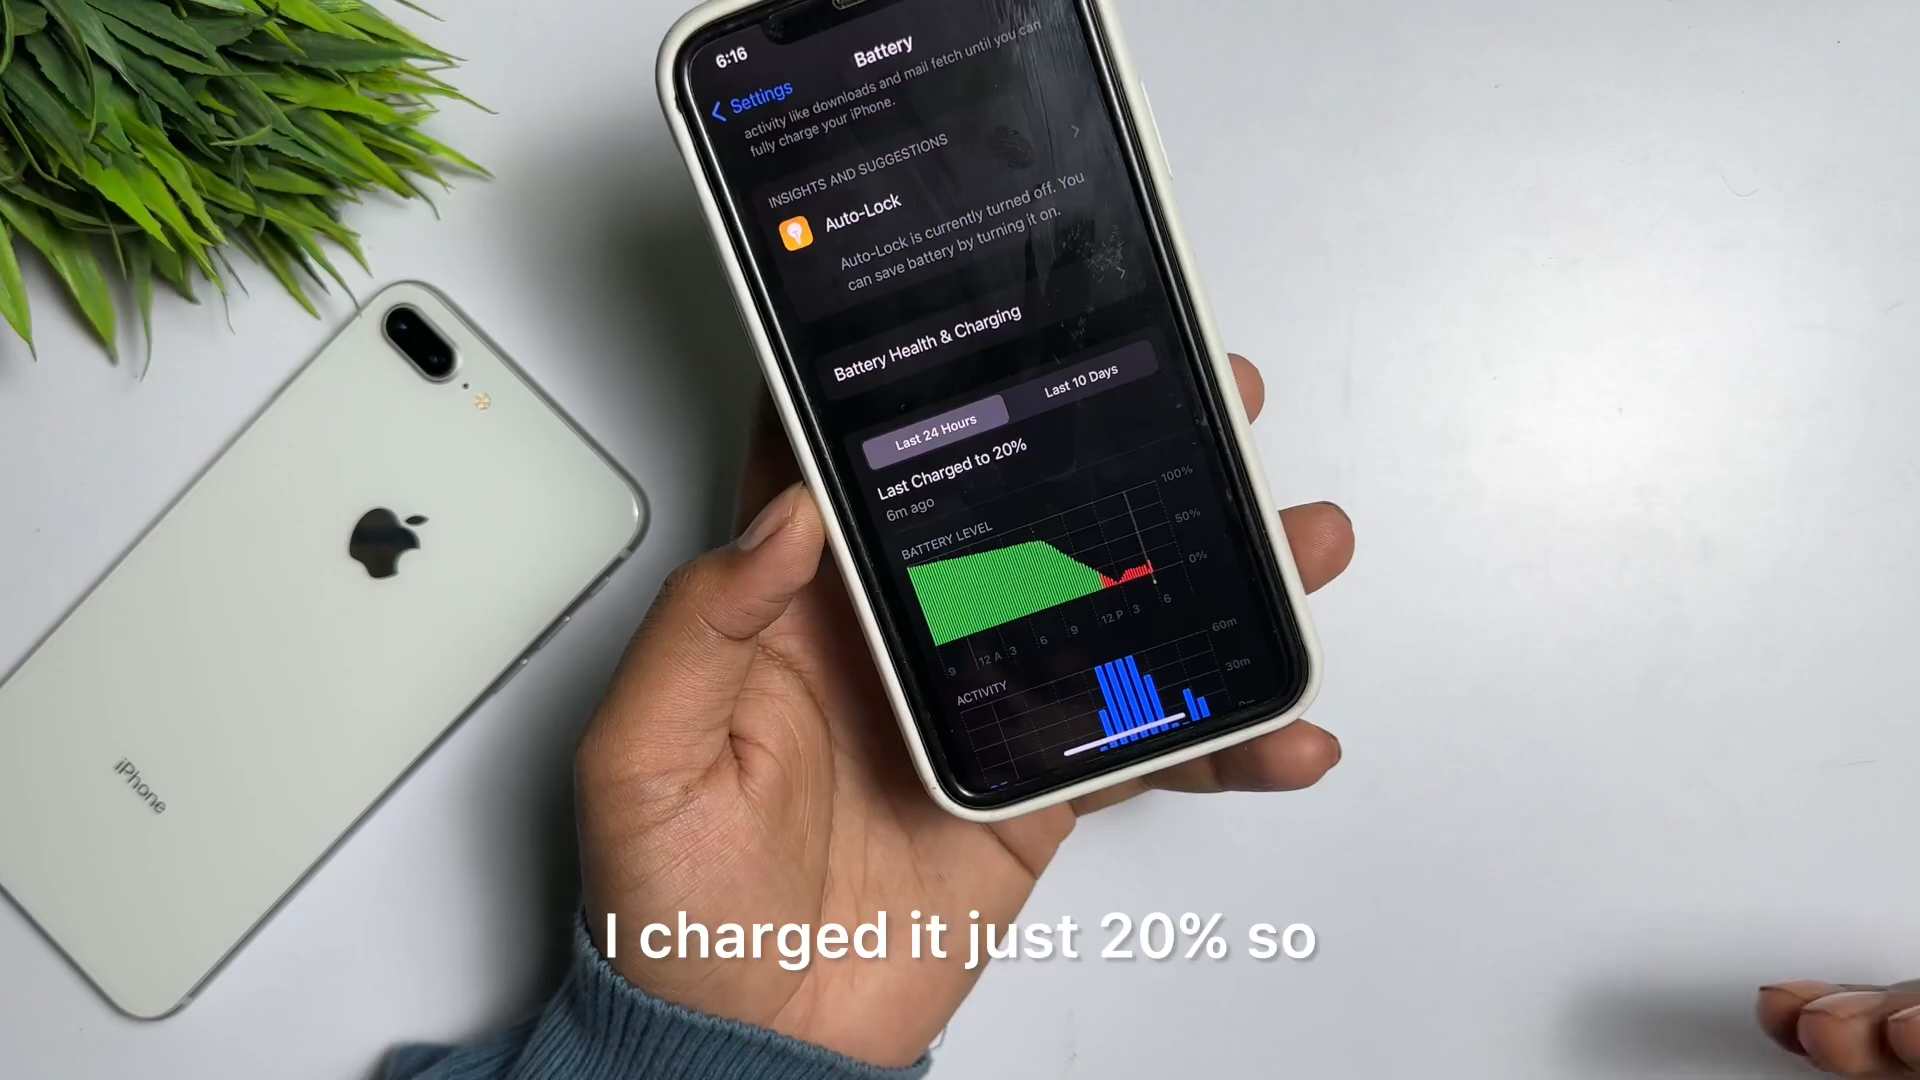 6:16
Battery
Settings
activity like downloads and mail fetch until you can
fully charge your iPhone.
INSIGHTS AND SUGGESTIONS
Auto-Lock
Auto-Lock is currently turned off. You
can save battery by turning it on.
Battery Health & Charging
Last 24 Hours
Last 10 Days
Last Charged to 20%
6m ago
BATTERY LEVEL
100%
50%
0%
9 12 A 3 6 9 12 P 3 6
ACTIVITY
60m
30m
iPhone
I charged it just 20% so